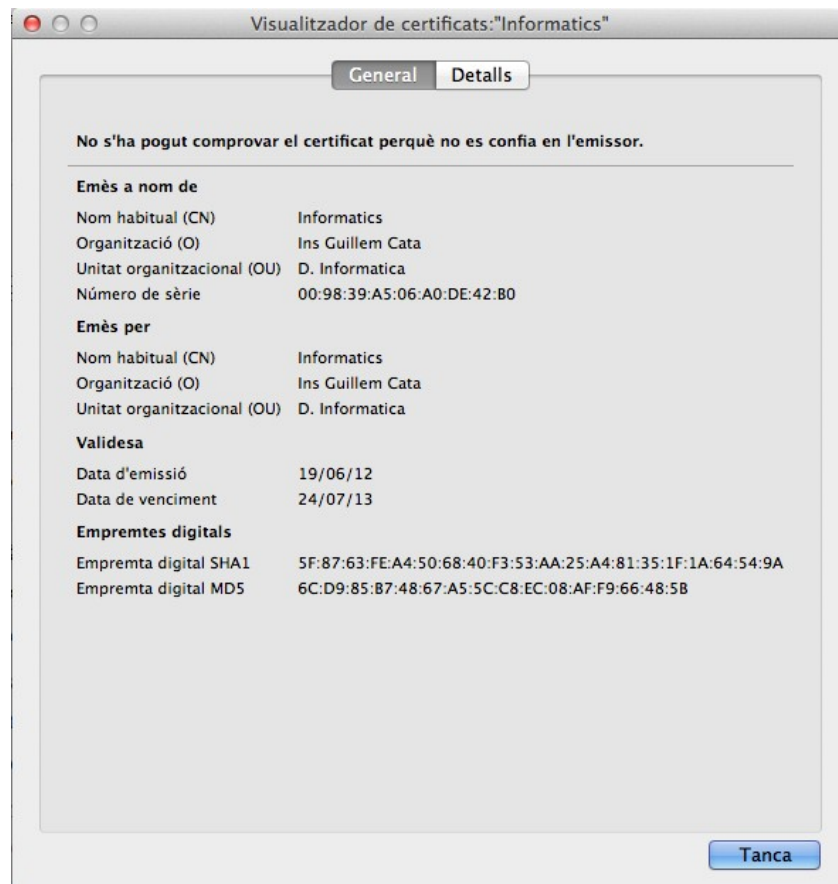 Visualitzador de certificats:"Informatics"
General Detalls
No s'ha pogut comprovar el certificat perquè no es confia en l'emissor.
Emès a nom de
Nom habitual (CN) Informatics
Organització (O) Ins Guillem Cata
Unitat organitzacional (OU) D. Informatica
Número de sèrie 00:98:39:A5:06:A0:DE:42:B0
Emès per
Nom habitual (CN) Informatics
Organització (O) Ins Guillem Cata
Unitat organitzacional (OU) D. Informatica
Validesa
Data d'emissió 19/06/12
Data de venciment 24/07/13
Empremtes digitals
Empremta digital SHA1 5F:87:63:FE:A4:50:68:40:F3:53:AA:25:A4:81:35:1F:1A:64:54:9A
Empremta digital MD5 6C:D9:85:B7:48:67:A5:5C:C8:EC:08:AF:F9:66:48:5B
Tanca